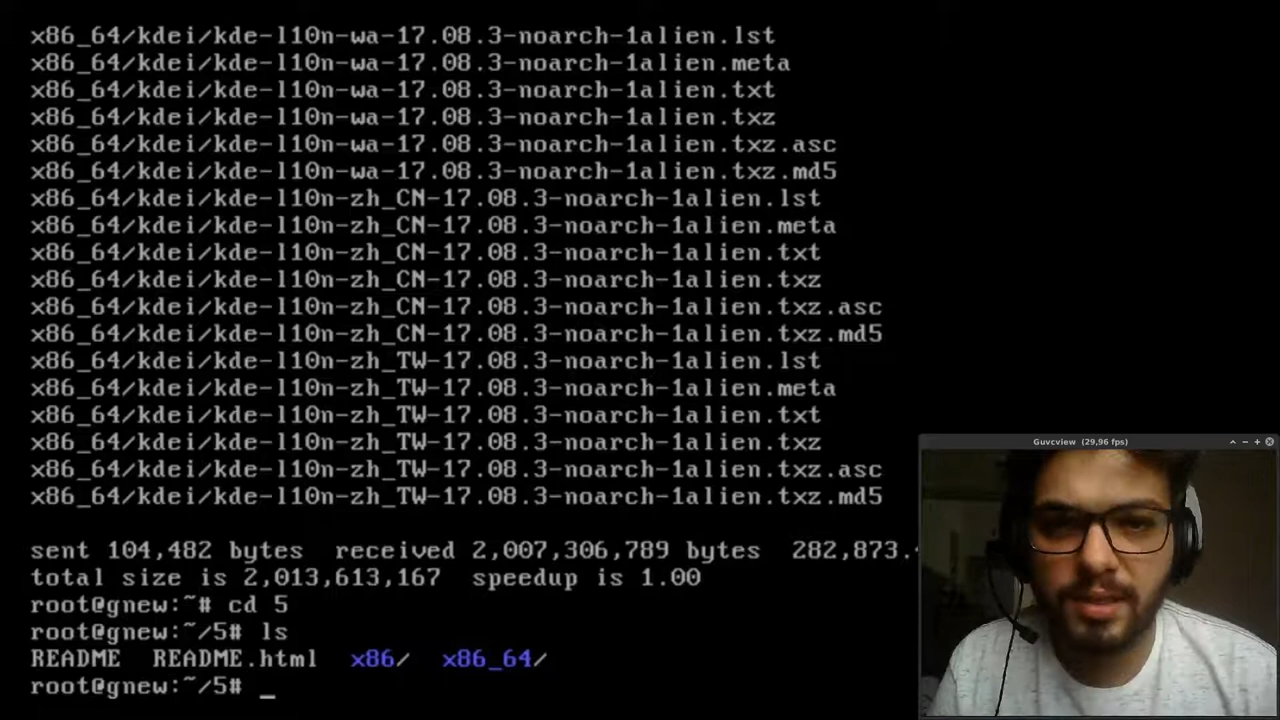 x86_64/kdei/kde-l10n-wa-17.08.3-noarch-1alien.lst
x86_64/kdei/kde-l10n-wa-17.08.3-noarch-1alien.meta
x86_64/kdei/kde-l10n-wa-17.08.3-noarch-1alien.txt
x86_64/kdei/kde-l10n-wa-17.08.3-noarch-1alien.txz
x86_64/kdei/kde-l10n-wa-17.08.3-noarch-1alien.txz.asc
x86_64/kdei/kde-l10n-wa-17.08.3-noarch-1alien.txz.md5
x86_64/kdei/kde-l10n-zh_CN-17.08.3-noarch-1alien.lst
x86_64/kdei/kde-l10n-zh_CN-17.08.3-noarch-1alien.meta
x86_64/kdei/kde-l10n-zh_CN-17.08.3-noarch-1alien.txt
x86_64/kdei/kde-l10n-zh_CN-17.08.3-noarch-1alien.txz
x86_64/kdei/kde-l10n-zh_CN-17.08.3-noarch-1alien.txz.asc
x86_64/kdei/kde-l10n-zh_CN-17.08.3-noarch-1alien.txz.md5
x86_64/kdei/kde-l10n-zh_TW-17.08.3-noarch-1alien.lst
x86_64/kdei/kde-l10n-zh_TW-17.08.3-noarch-1alien.meta
x86_64/kdei/kde-l10n-zh_TW-17.08.3-noarch-1alien.txt
x86_64/kdei/kde-l10n-zh_TW-17.08.3-noarch-1alien.txz
x86_64/kdei/kde-l10n-zh_TW-17.08.3-noarch-1alien.txz.asc
x86_64/kdei/kde-l10n-zh_TW-17.08.3-noarch-1alien.txz.md5
sent 104,482 bytes  received 2,007,306,789 bytes  282,873.
total size is 2,013,613,167  speedup is 1.00
root@gnew:~# cd 5
root@gnew:~/5# ls
README  README.html  x86/  x86_64/
root@gnew:~/5# _
Guvcview (29,96 fps)